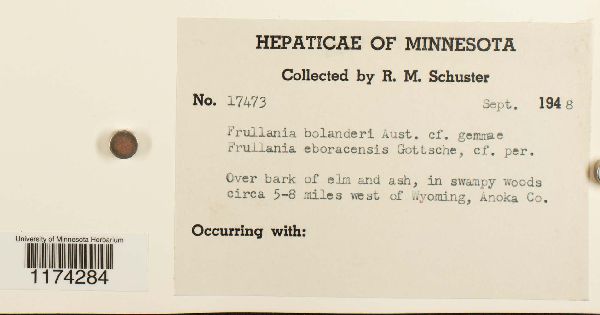 HEPATICAE OF MINNESOTA
Collected by R. M. Schuster
No. 17473 Sept. 1948
Frullania bolanderi Aust. cf. gemmae
Frullania eboracensis Gottsche, cf. per.
Over bark of elm and ash, in swampy woods
circa 5-8 miles west of Wyoming, Anoka Co.
Occurring with:
University of Minnesota Herbarium
1174284